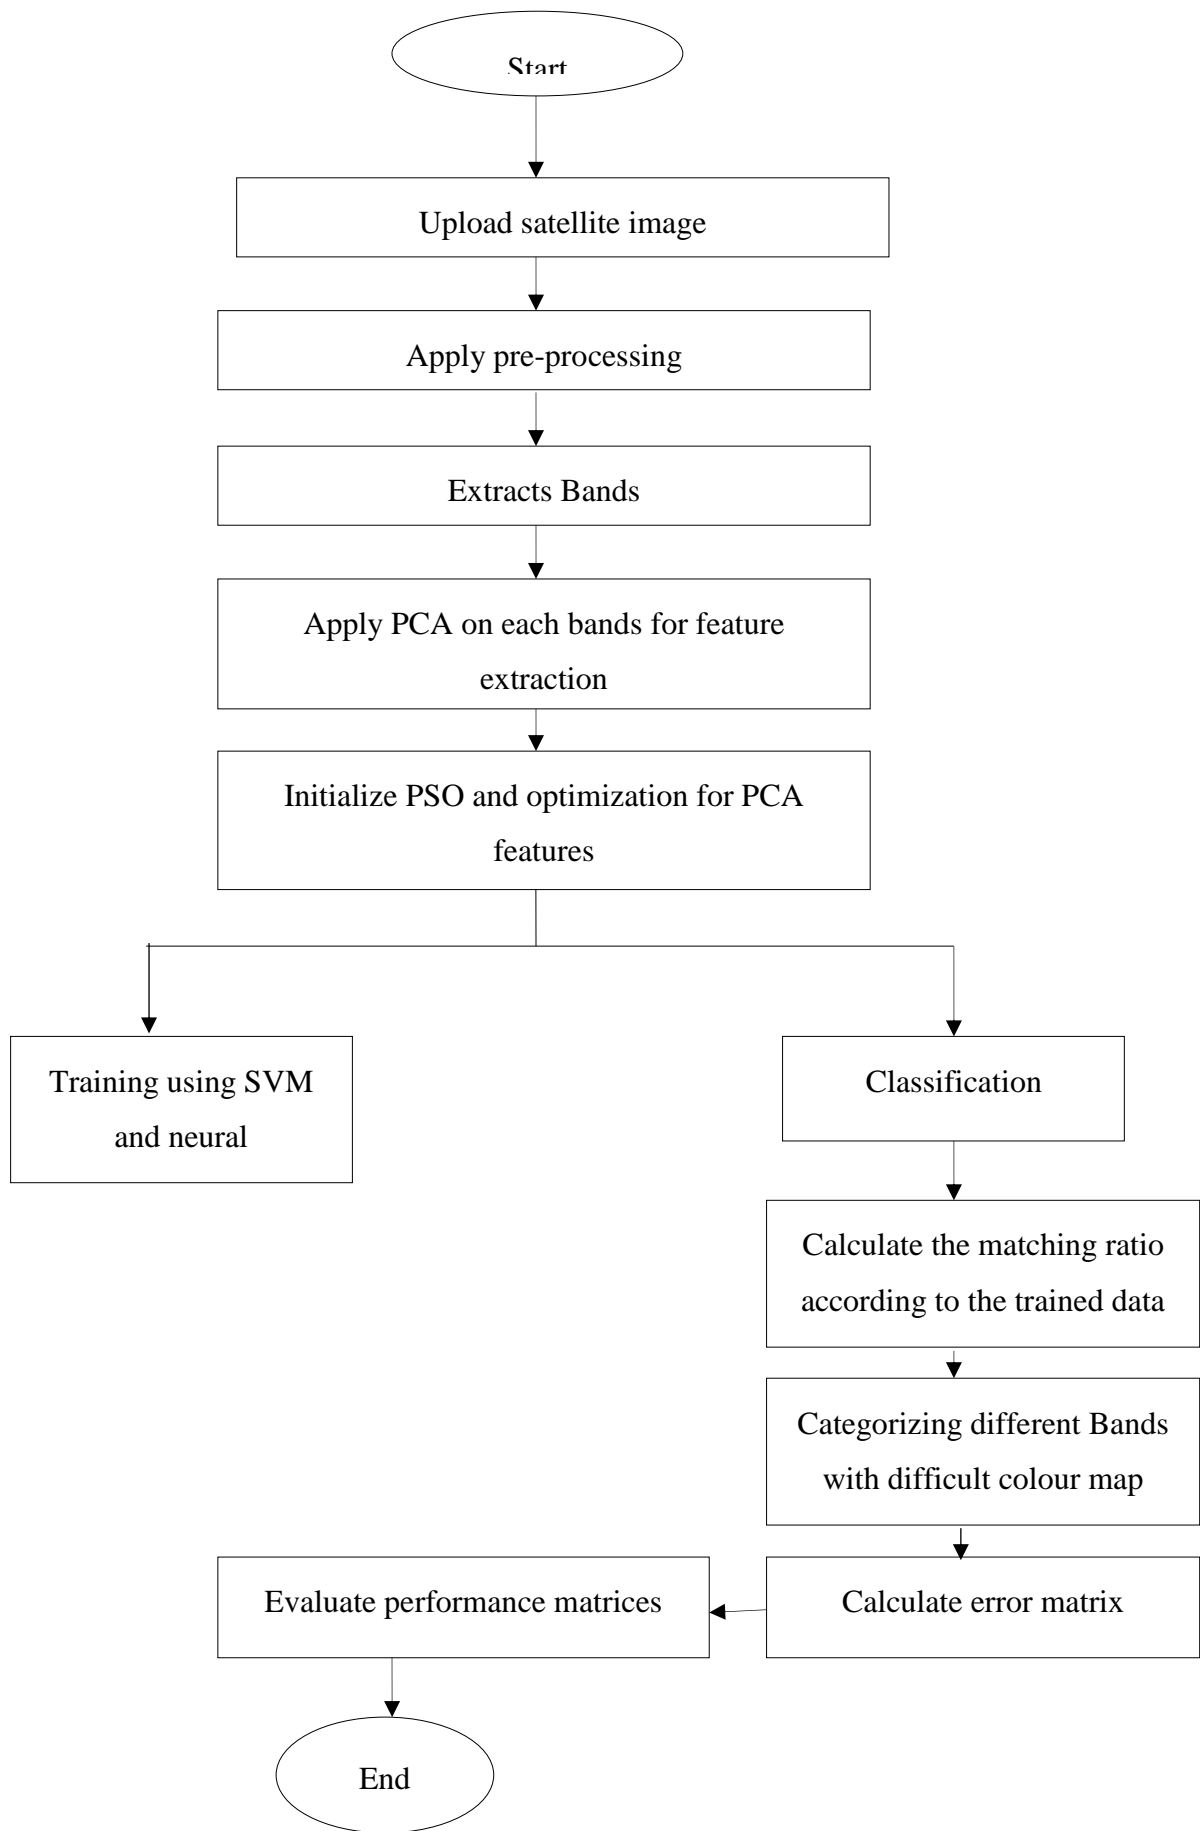 Start
Upload satellite image
Apply pre-processing
Extracts Bands
Apply PCA on each bands for feature
extraction
Initialize PSO and optimization for PCA
features
Training using SVM
and neural
Classification
Calculate the matching ratio
according to the trained data
Categorizing different Bands
with difficult colour map
Evaluate performance matrices
Calculate error matrix
End